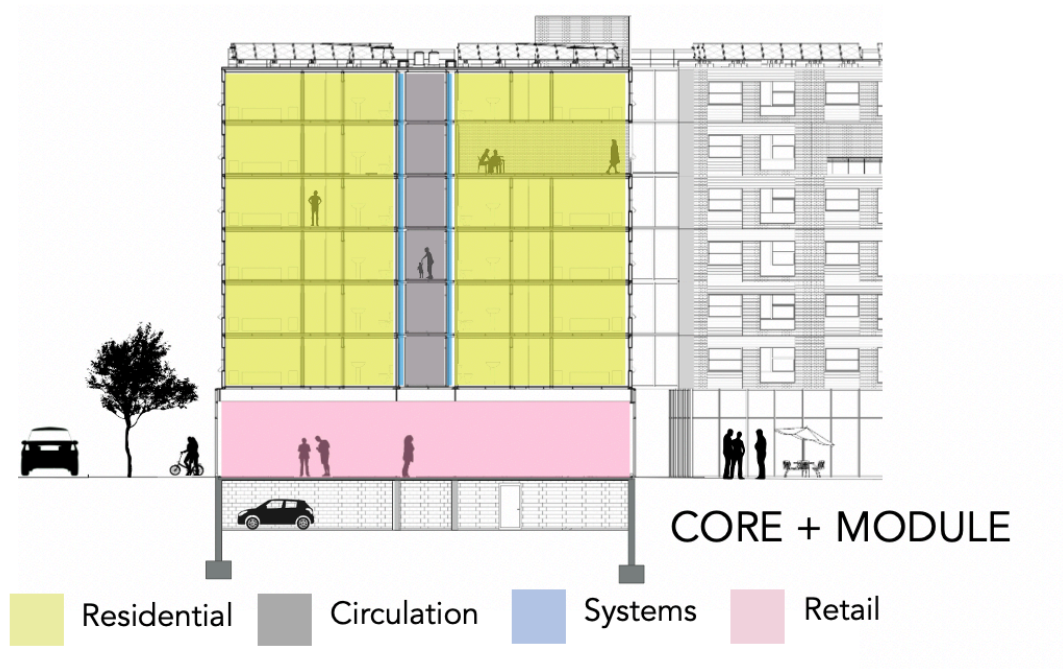 CORE + MODULE
Residential
Circulation
Systems
Retail